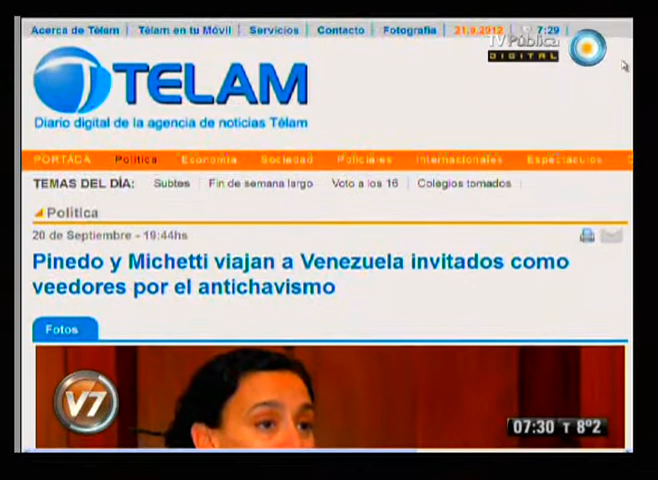 Acerca de Télam | Télam en tu Móvil | Servicios | Contacto | Fotografia | 21.9.2012 | 7:29 |
TV Pública
DIGITAL
TELAM
Diario digital de la agencia de noticias Télam
PORTADA Política Economía Sociedad Policiales Internacionales Espectáculos
TEMAS DEL DÍA: Subtes | Fin de semana largo | Voto a los 16 | Colegios tomados
Política
20 de Septiembre - 19:44hs
Pinedo y Michetti viajan a Venezuela invitados como
veedores por el antichavismo
Fotos
V7
07:30 T 8º2